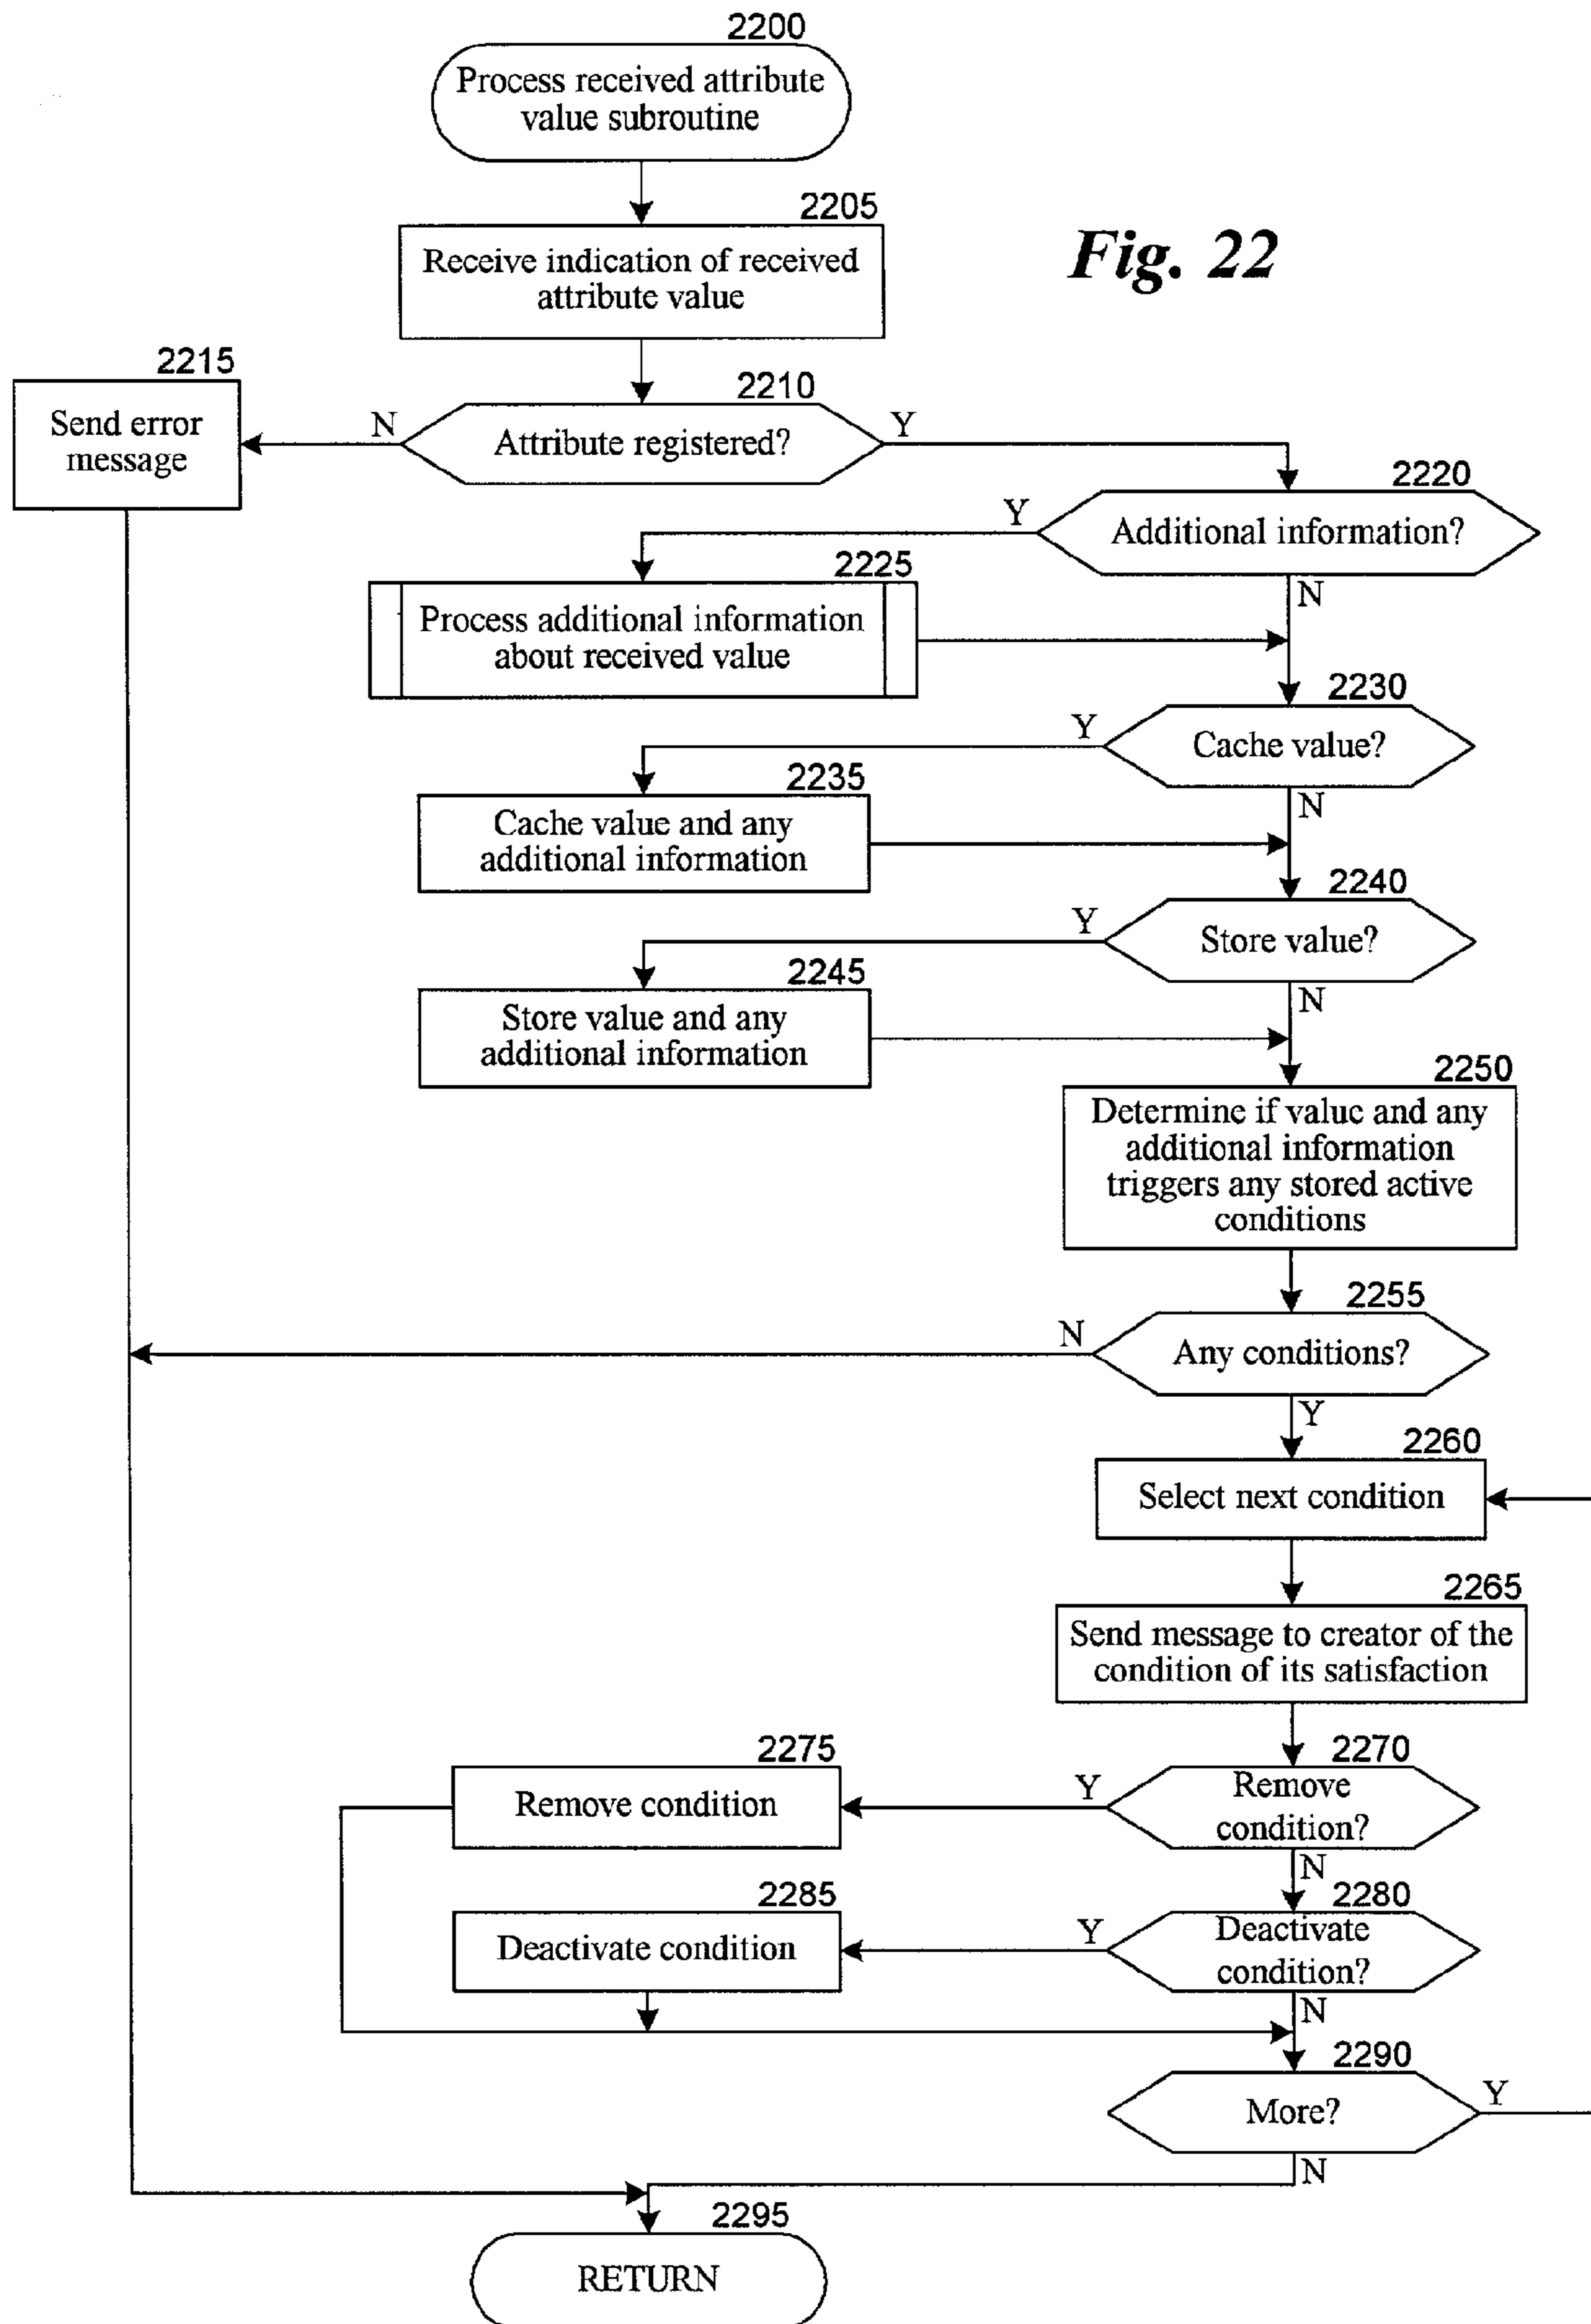 2200
Process received attribute
value subroutine
2205
Receive indication of received
attribute value
Fig. 22
2215
Send error
message
2210
N
Attribute registered?
Y
2220
Y
Additional information?
N
2225
Process additional information
about received value
2230
Y
Cache value?
N
2235
Cache value and any
additional information
2240
Y
Store value?
N
2245
Store value and any
additional information
2250
Determine if value and any
additional information
triggers any stored active
conditions
2255
N
Any conditions?
Y
2260
Select next condition
2265
Send message to creator of the
condition of its satisfaction
2270
Y
Remove
condition?
N
2275
Remove condition
2280
Y
Deactivate
condition?
N
2285
Deactivate condition
2290
More?
Y
N
2295
RETURN